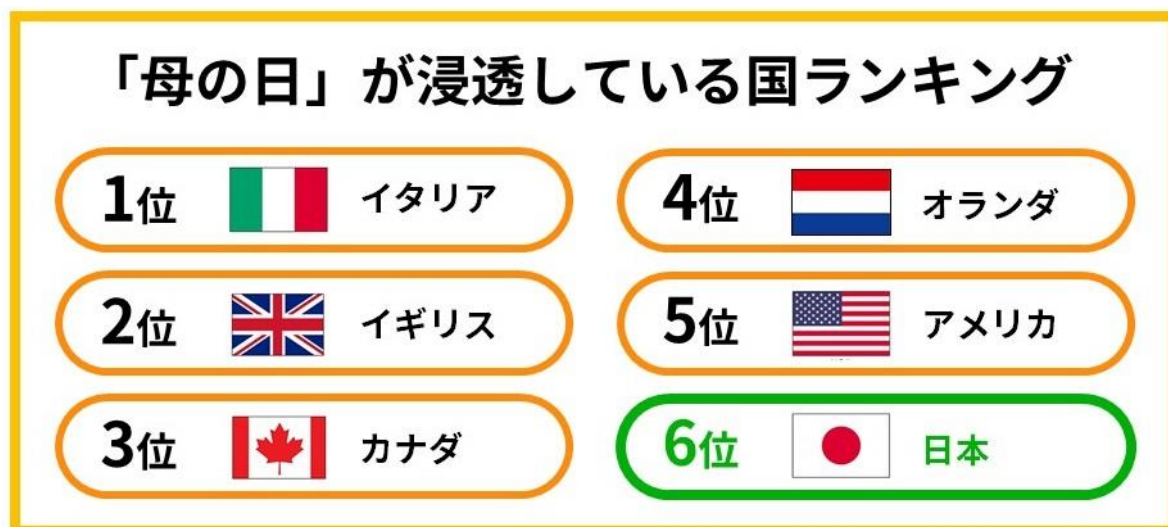 「母の日」が浸透している国ランキング
1位 イタリア
2位 イギリス
3位 カナダ
4位 オランダ
5位 アメリカ
6位 日本